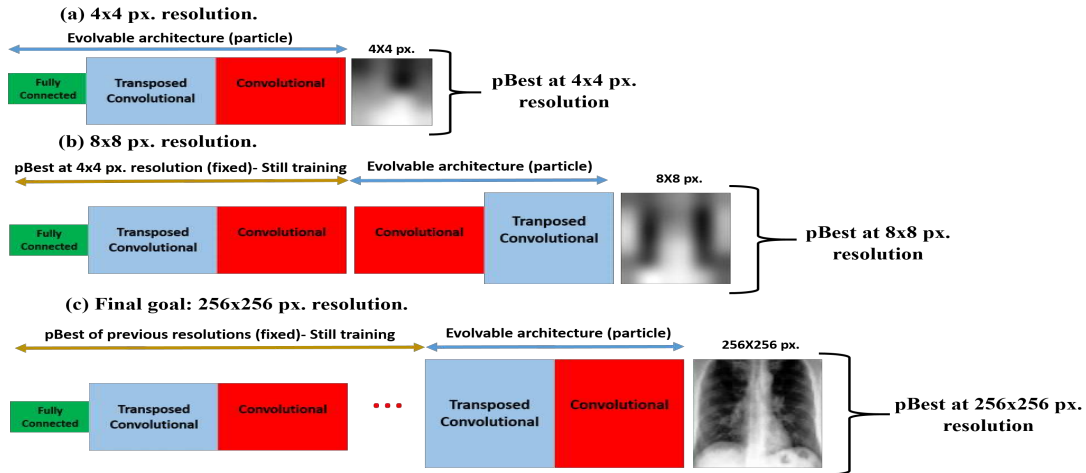 (a) 4x4 px. resolution.
Evolvable architecture (particle)
4X4 px.
Fully
Connected
Transposed
Convolutional
Convolutional
pBest at 4x4 px.
resolution
(b) 8x8 px. resolution.
pBest at 4x4 px. resolution (fixed)- Still training
Evolvable architecture (particle)
8X8 px.
Fully
Connected
Transposed
Convolutional
Convolutional
Convolutional
Tranposed
Convolutional
pBest at 8x8 px.
resolution
(c) Final goal: 256x256 px. resolution.
pBest of previous resolutions (fixed)- Still training
Evolvable architecture (particle)
256X256 px.
Fully
Connected
Transposed
Convolutional
Convolutional
...
Transposed
Convolutional
Convolutional
pBest at 256x256 px.
resolution